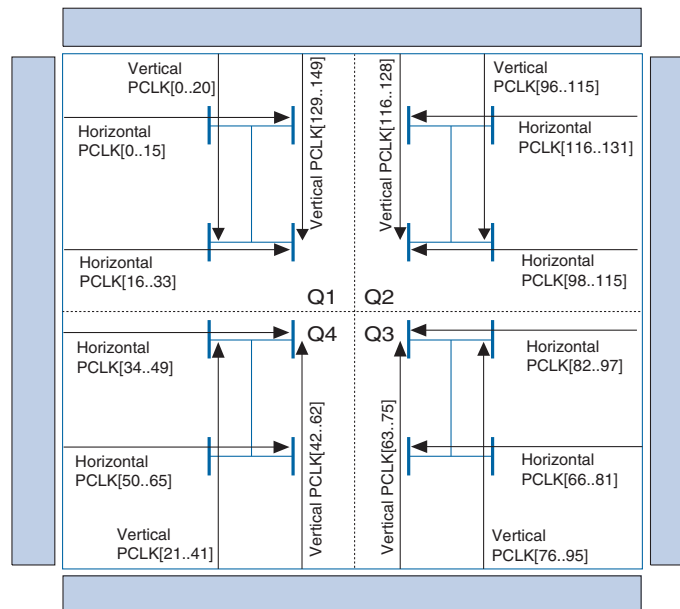 Vertical
PCLK[0..20]
Vertical PCLK[129..149]
Vertical PCLK[116..128]
Vertical
PCLK[96..115]
Horizontal
PCLK[0..15]
Horizontal
PCLK[116..131]
Horizontal
PCLK[16..33]
Horizontal
PCLK[98..115]
Q1
Q2
Q4
Q3
Horizontal
PCLK[34..49]
Horizontal
PCLK[82..97]
Horizontal
PCLK[50..65]
Vertical PCLK[42..62]
Vertical PCLK[63..75]
Horizontal
PCLK[66..81]
Vertical
PCLK[21..41]
Vertical
PCLK[76..95]